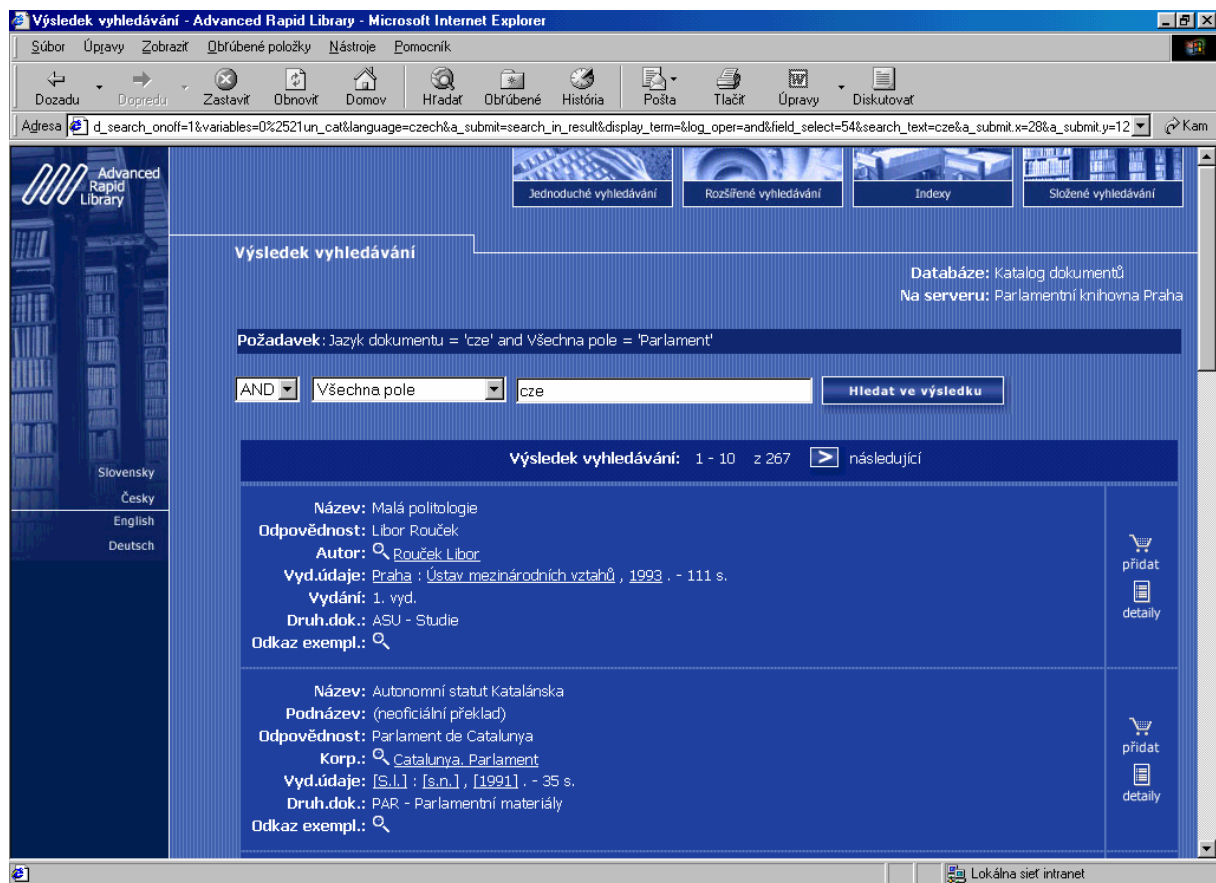 Výsledek vyhledávání - Advanced Rapid Library - Microsoft Internet Explorer
Súbor Úpravy Zobraziť Obľúbené položky Nástroje Pomocník
Dozadu Dopredu Zastaviť Obnoviť Domov Hľadať Obľúbené História Pošta Tlačiť Úpravy Diskutovať
Adresa d_search_onoff=1&variables=0%2521un_cat&language=czech&a_submit=search_in_result&display_term=&log_oper=and&field_select=54&search_text=cze&a_submit.x=28&a_submit.y=12 Kam
Advanced
Rapid
Library
Jednoduché vyhledávání Rozšířené vyhledávání Indexy Složené vyhledávání
Výsledek vyhledávání
Databáze: Katalog dokumentů
Na serveru: Parlamentní knihovna Praha
Požadavek: Jazyk dokumentu = 'cze' and Všechna pole = 'Parlament'
AND Všechna pole cze Hledat ve výsledku
Výsledek vyhledávání: 1 - 10 z 267 > následující
Slovensky
Česky
English
Deutsch
Název: Malá politologie
Odpovědnost: Libor Rouček
Autor: Rouček Libor
Vyd.údaje: Praha : Ústav mezinárodních vztahů , 1993 . - 111 s.
Vydání: 1. vyd.
Druh.dok.: ASU - Studie
Odkaz exempl.:
přidat
detaily
Název: Autonomní statut Katalánska
Podnázev: (neoficiální překlad)
Odpovědnost: Parlament de Catalunya
Korp.: Catalunya. Parlament
Vyd.údaje: [S.l.] : [s.n.] , [1991] . - 35 s.
Druh.dok.: PAR - Parlamentní materiály
Odkaz exempl.:
přidat
detaily
Lokálna sieť intranet